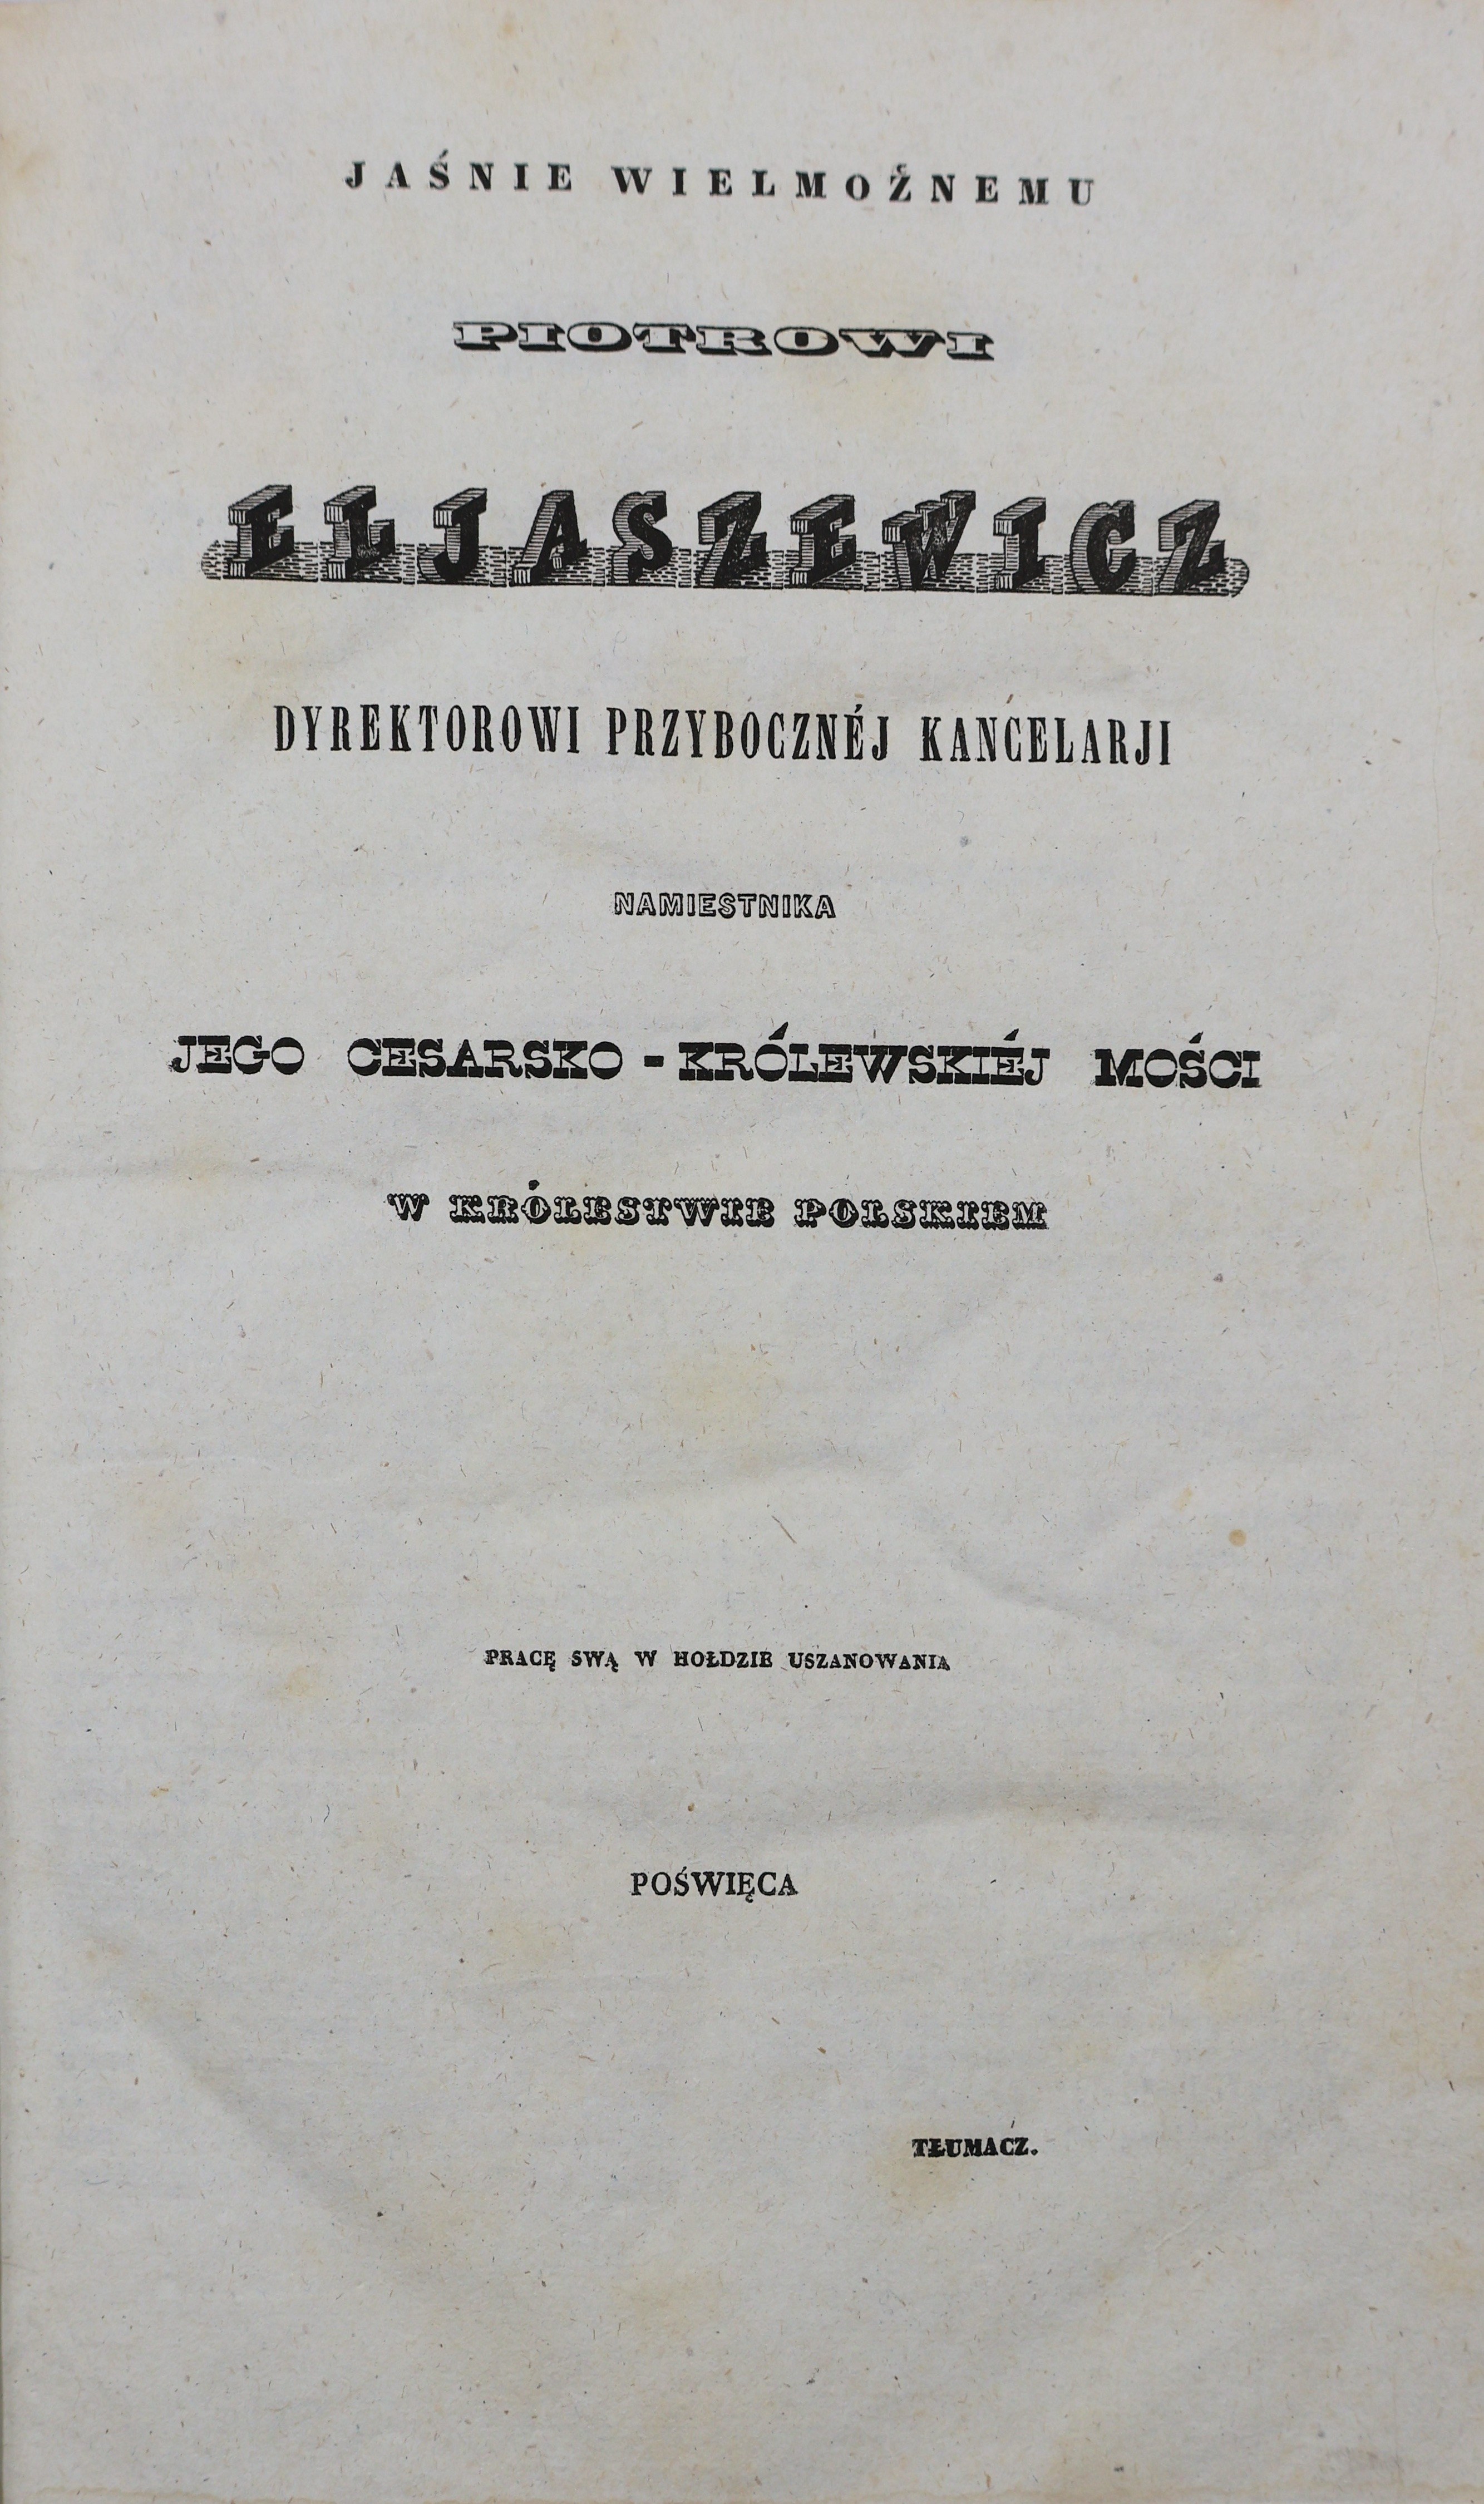 JAŚNIE WIELMOŻNEMU
PIOTROWI
ELJASZEWICZ
DYREKTOROWI PRZYBOCZNÉJ KANCELARJI
NAMIESTNIKA
JEGO CESARSKO-KRÓLEWSKIÉJ MOŚCI
W KRÓLESTWIE POLSKIEM
PRACĘ SWĄ W HOŁDZIE USZANOWANIA
POŚWIĘCA
TŁUMACZ.